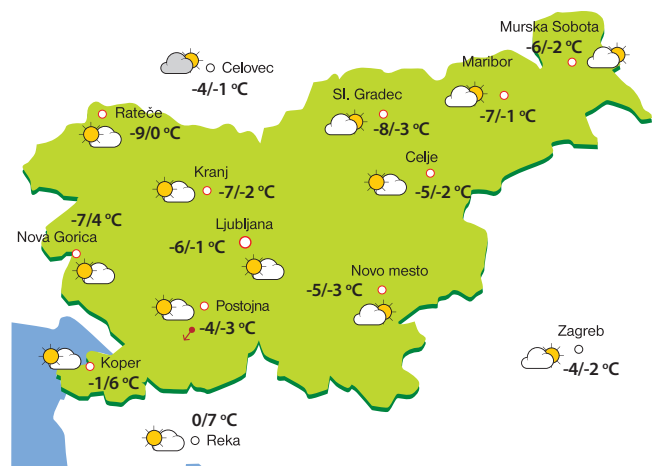 Murska Sobota
-6/-2 °C
Maribor
-7/-1 °C
Celovec
-4/-1 °C
Sl. Gradec
-8/-3 °C
Rateče
-9/0 °C
Celje
-5/-2 °C
Kranj
-7/-2 °C
-7/4 °C
Nova Gorica
Ljubljana
-6/-1 °C
Novo mesto
-5/-3 °C
Postojna
-4/-3 °C
Zagreb
-4/-2 °C
Koper
-1/6 °C
0/7 °C
Reka